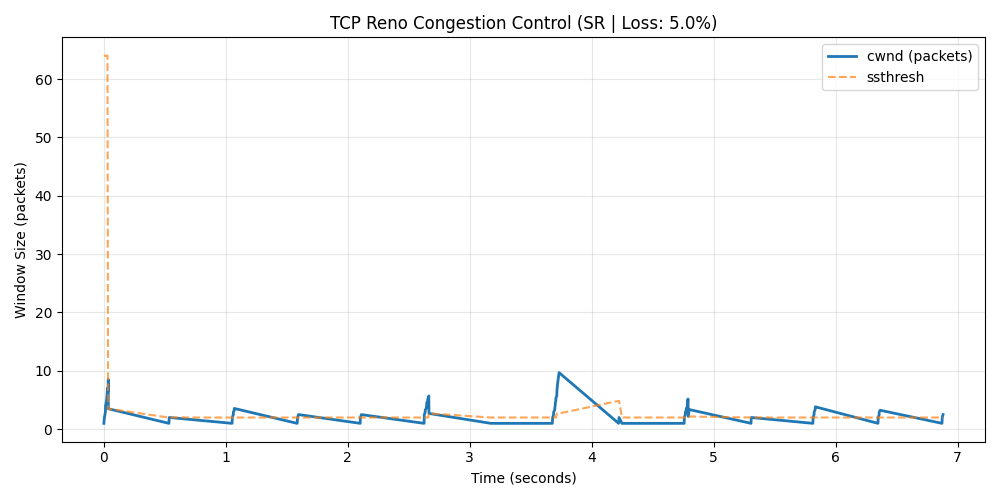 TCP Reno Congestion Control (SR | Loss: 5.0%)
cwnd (packets)
ssthresh
Window Size (packets)
60
50
40
30
20
10
0
0 1 2 3 4 5 6 7
Time (seconds)